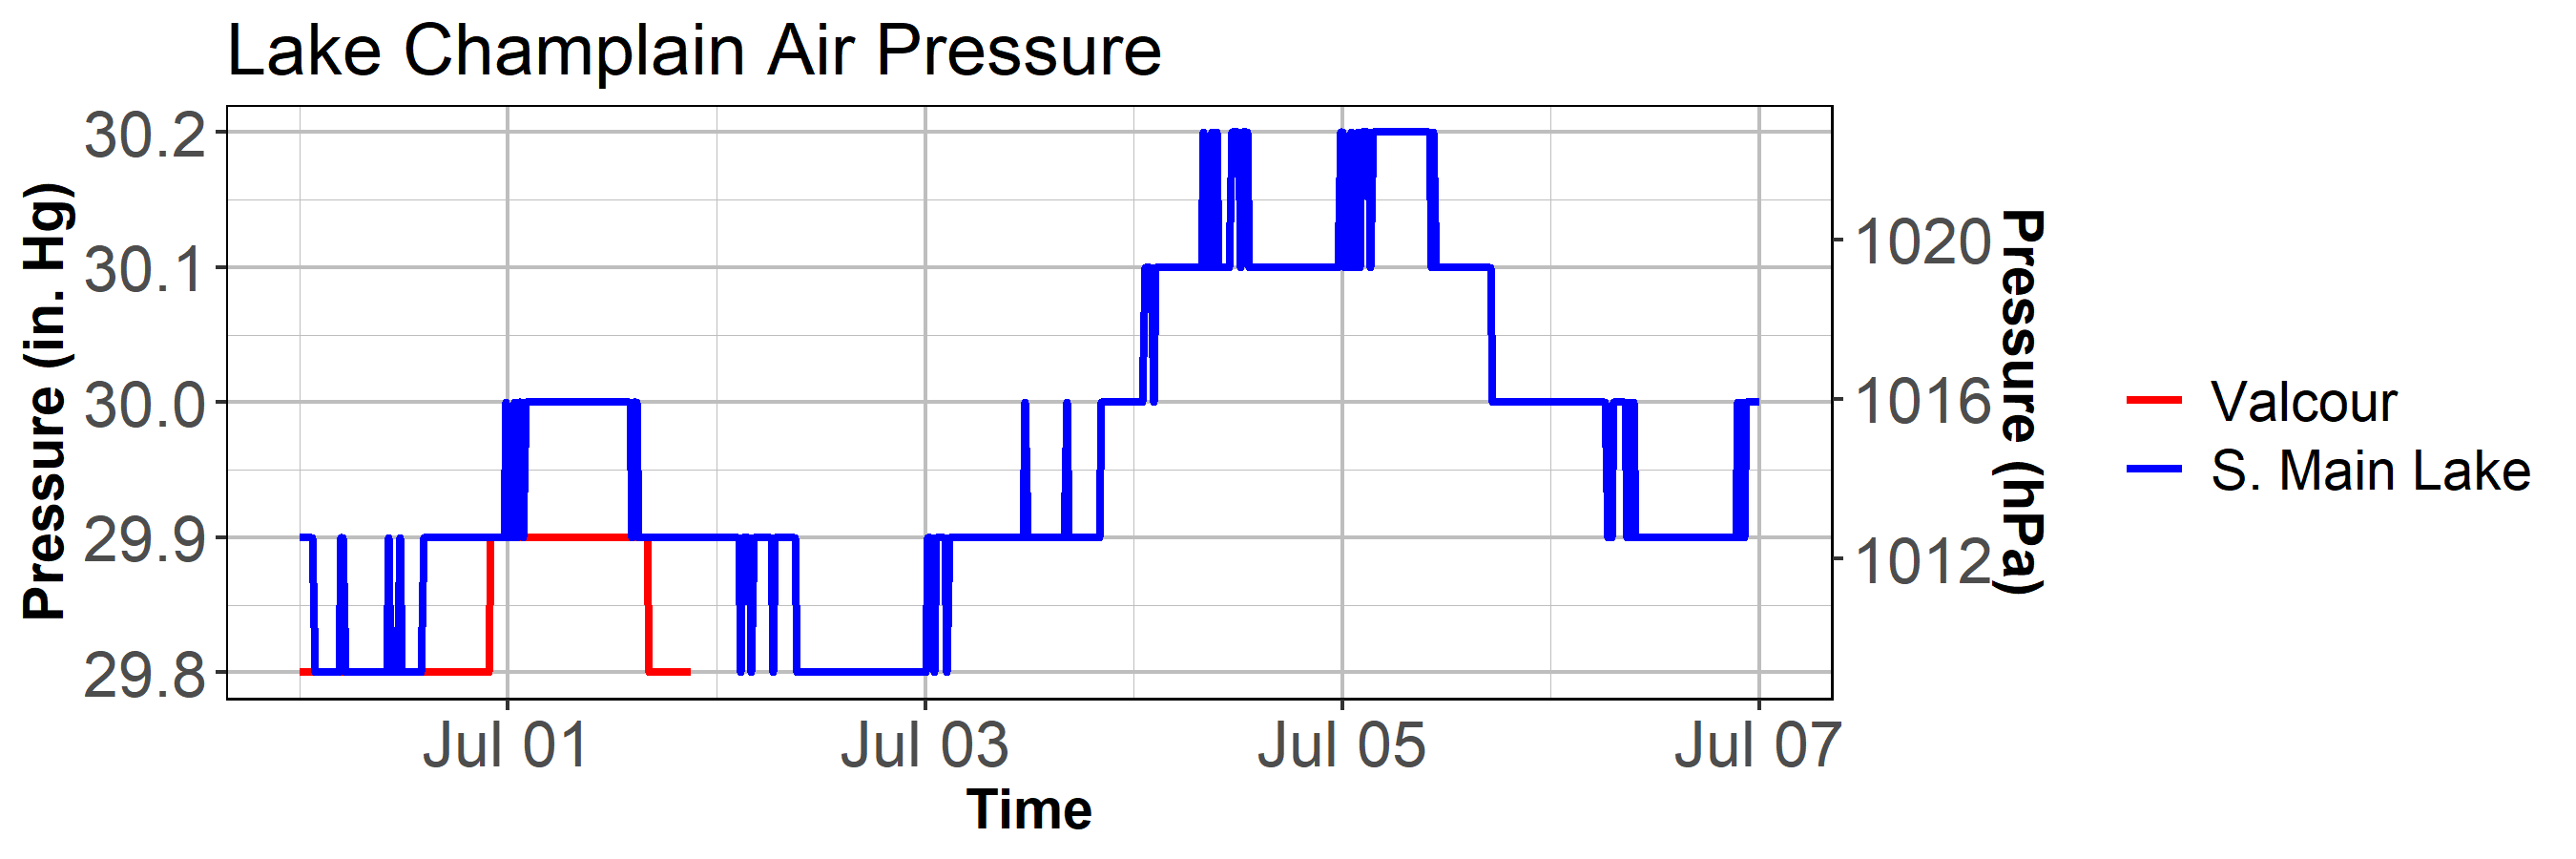 Lake Champlain Air Pressure
Pressure (in. Hg)
30.2
30.1
30.0
29.9
29.8
1020
1016
1012
Pressure (hPa)
Valcour
S. Main Lake
Jul 01
Jul 03
Jul 05
Jul 07
Time